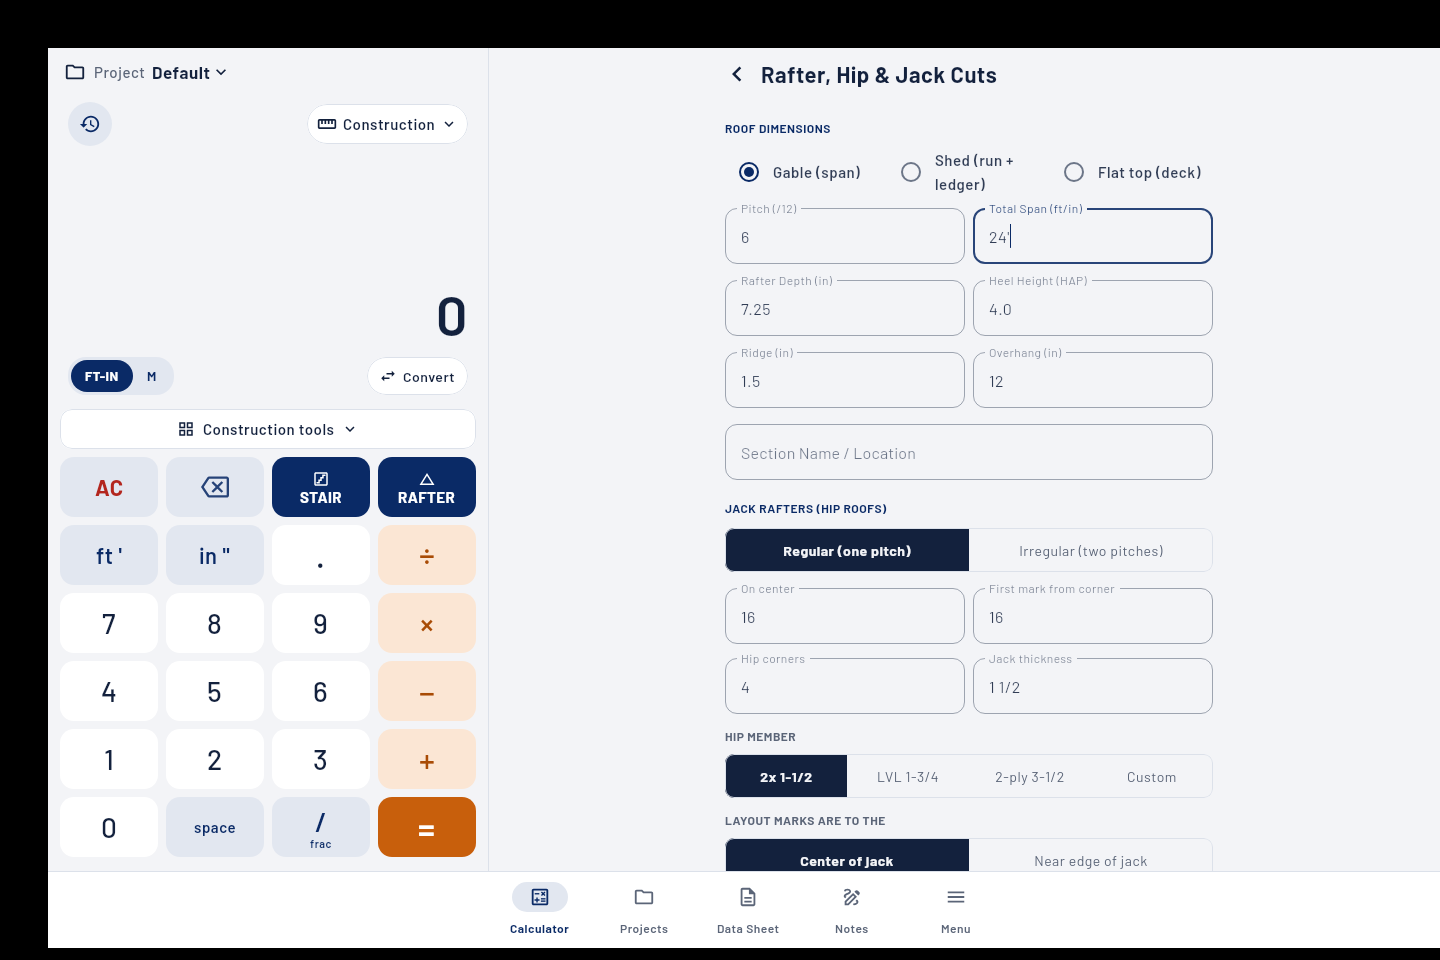 Project Default
Construction
0
FT-IN M
Convert
Construction tools
AC
STAIR
RAFTER
ft '
in "
.
÷
7
8
9
×
4
5
6
−
1
2
3
+
0
space
/
frac
=
Rafter, Hip & Jack Cuts
ROOF DIMENSIONS
Gable (span)
Shed (run +
ledger)
Flat top (deck)
Pitch (/12)
6
Total Span (ft/in)
24'
Rafter Depth (in)
7.25
Heel Height (HAP)
4.0
Ridge (in)
1.5
Overhang (in)
12
Section Name / Location
JACK RAFTERS (HIP ROOFS)
Regular (one pitch)
Irregular (two pitches)
On center
16
First mark from corner
16
Hip corners
4
Jack thickness
1 1/2
HIP MEMBER
2x 1-1/2
LVL 1-3/4
2-ply 3-1/2
Custom
LAYOUT MARKS ARE TO THE
Center of jack
Near edge of jack
Calculator
Projects
Data Sheet
Notes
Menu